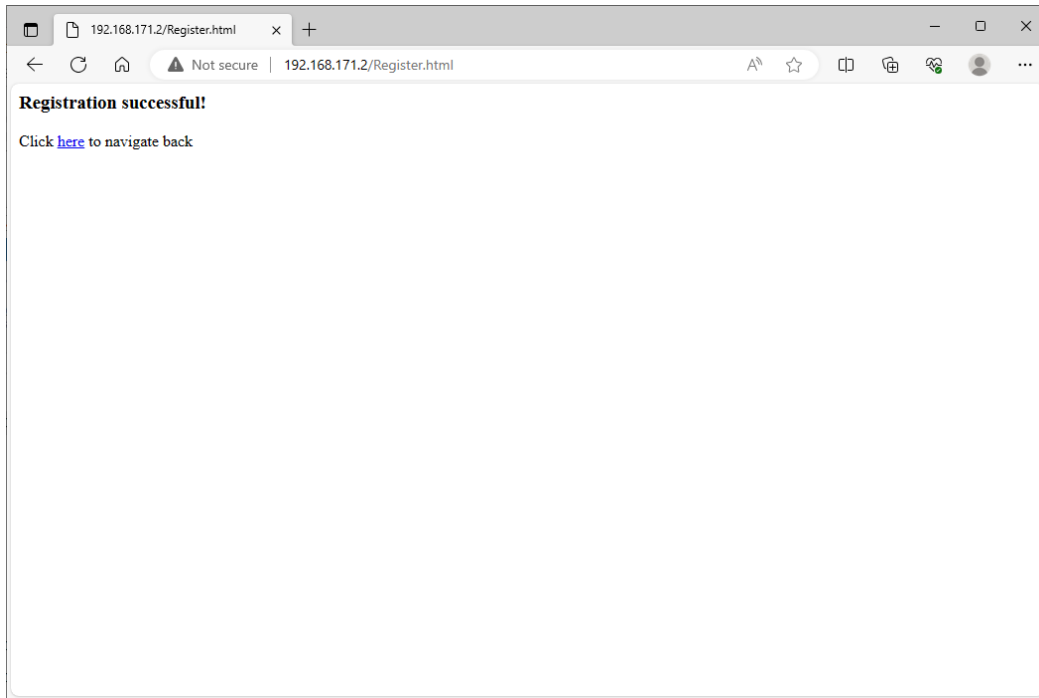 192.168.171.2/Register.html
Not secure 192.168.171.2/Register.html
Registration successful!
Click here to navigate back